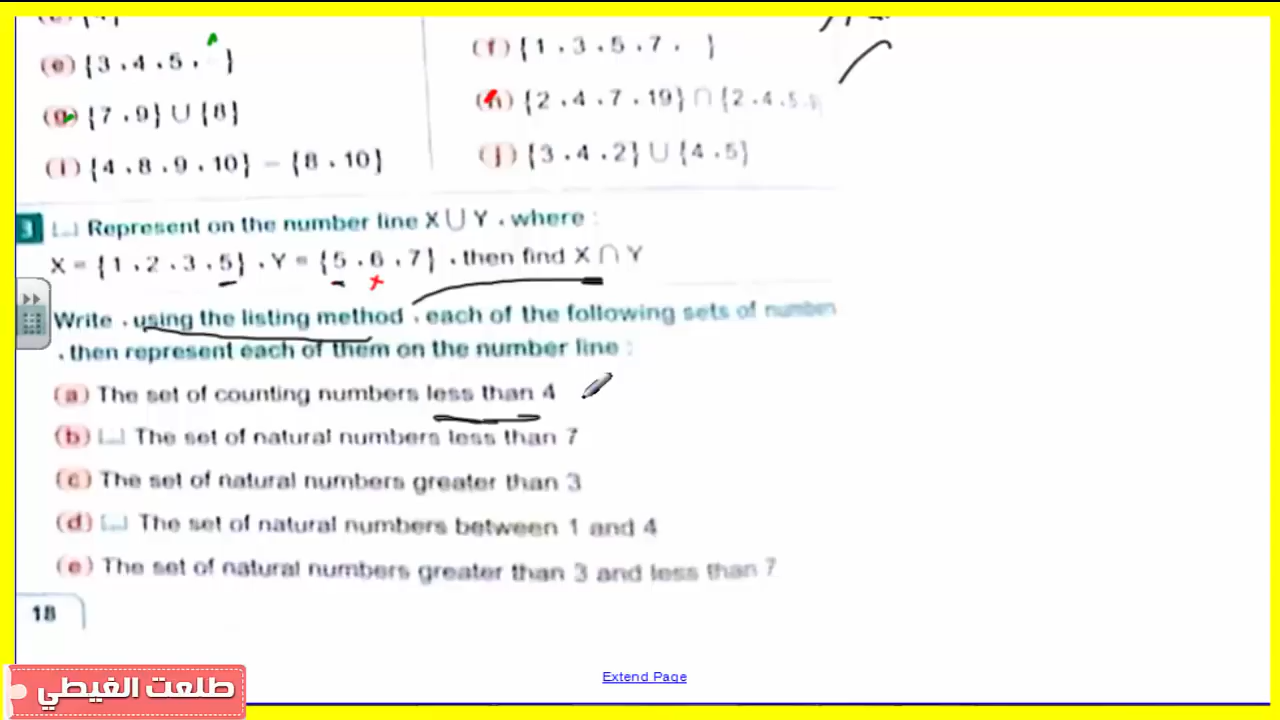 (e) {3 , 4 , 5 , }
(f) {1 , 3 , 5 , 7 , }
(g) {7 , 9} ∪ {8}
(h) {2 , 4 , 7 , 19} ∩ {2 , 4 , 5 ,
(i) {4 , 8 , 9 , 10} – {8 , 10}
(j) {3 , 4 , 2} ∪ {4 , 5}
3 Represent on the number line X ∪ Y , where :
X = {1 , 2 , 3 , 5} , Y = {5 , 6 , 7} , then find X ∩ Y
Write , using the listing method , each of the following sets of numbers
, then represent each of them on the number line :
(a) The set of counting numbers less than 4
(b) The set of natural numbers less than 7
(c) The set of natural numbers greater than 3
(d) The set of natural numbers between 1 and 4
(e) The set of natural numbers greater than 3 and less than 7
18
طلعت الغيطي
Extend Page